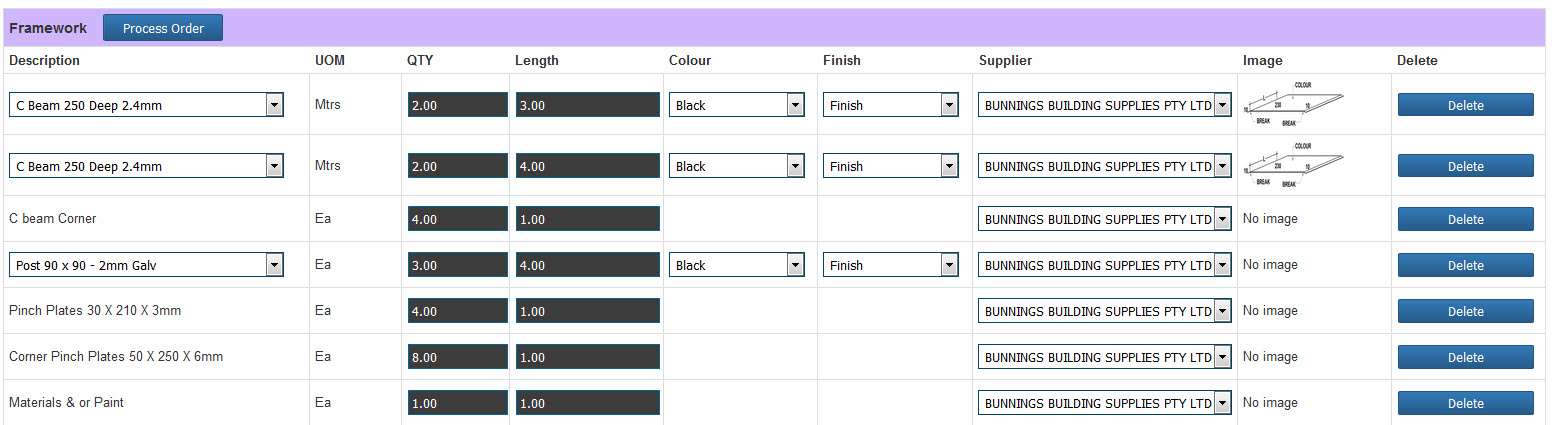 Framework Process Order
Description UOM QTY Length Colour Finish Supplier Image Delete
C Beam 250 Deep 2.4mm Mtrs 2.00 3.00 Black Finish BUNNINGS BUILDING SUPPLIES PTY LTD COLOUR L 10 230 10 BREAK BREAK Delete
C Beam 250 Deep 2.4mm Mtrs 2.00 4.00 Black Finish BUNNINGS BUILDING SUPPLIES PTY LTD COLOUR L 10 230 10 BREAK BREAK Delete
C beam Corner Ea 4.00 1.00 BUNNINGS BUILDING SUPPLIES PTY LTD No image Delete
Post 90 x 90 - 2mm Galv Ea 3.00 4.00 Black Finish BUNNINGS BUILDING SUPPLIES PTY LTD No image Delete
Pinch Plates 30 X 210 X 3mm Ea 4.00 1.00 BUNNINGS BUILDING SUPPLIES PTY LTD No image Delete
Corner Pinch Plates 50 X 250 X 6mm Ea 8.00 1.00 BUNNINGS BUILDING SUPPLIES PTY LTD No image Delete
Materials & or Paint Ea 1.00 1.00 BUNNINGS BUILDING SUPPLIES PTY LTD No image Delete